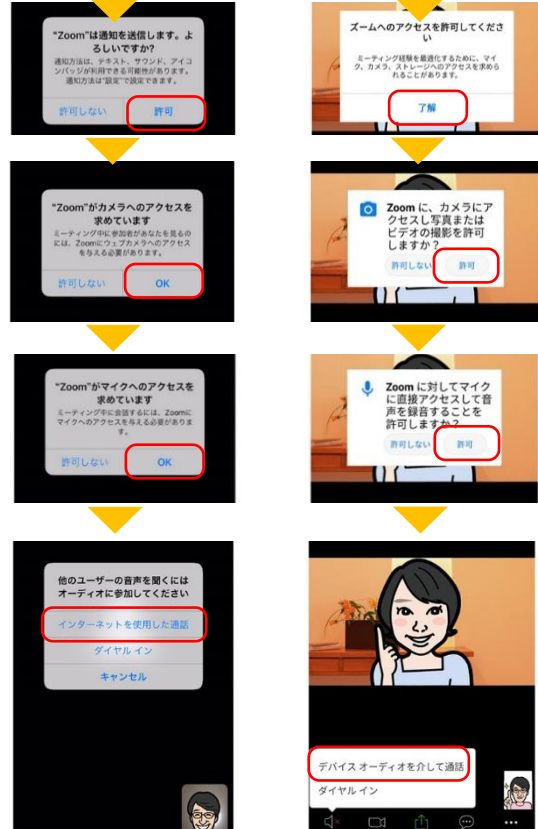 "Zoom"は通知を送信します。よ
ろしいですか?
通知方法は、テキスト、サウンド、アイコ
ンバッジが利用できる可能性があります。
通知方法は"設定"で設定できます。
許可しない
許可
"Zoom"がカメラへのアクセスを
求めています
ミーティング中に参加者があなたを見るの
には、Zoomにウェブカメラへのアクセス
を与える必要があります。
許可しない
OK
"Zoom"がマイクへのアクセスを
求めています
ミーティング中に会話するには、Zoomに
マイクへのアクセスを与える必要がありま
す。
許可しない
OK
他のユーザーの音声を聞くには
オーディオに参加してください
インターネットを使用した通話
ダイヤル イン
キャンセル
ズームへのアクセスを許可してくださ
い
ミーティング経験を最適化するために、マイ
ク、カメラ、ストレージへのアクセスを求めら
れることがあります。
了解
Zoom に、カメラにア
クセスし写真または
ビデオの撮影を許可
しますか?
許可しない
許可
Zoom に対してマイク
に直接アクセスして音
声を録音することを
許可しますか?
許可しない
許可
デバイス オーディオを介して通話
ダイヤル イン